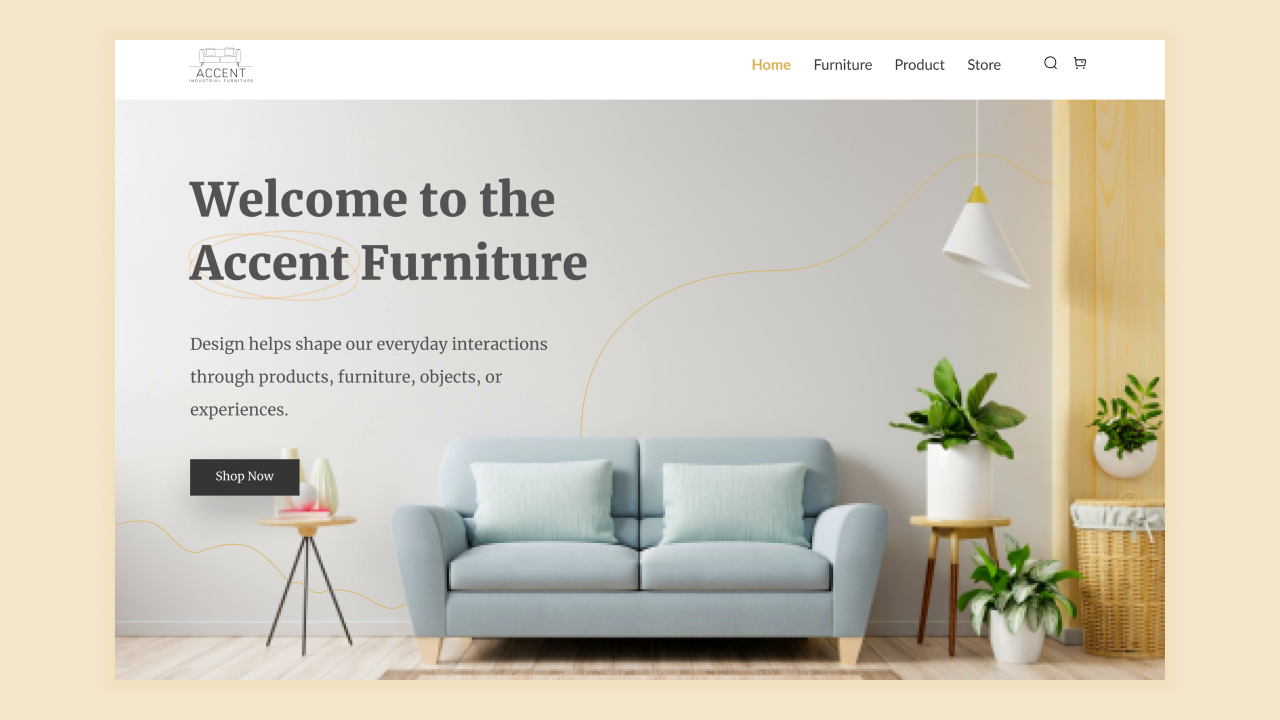 ACCENT
INDUSTRIAL FURNITURE
Home Furniture Product Store
Welcome to the
Accent Furniture
Design helps shape our everyday interactions
through products, furniture, objects, or
experiences.
Shop Now